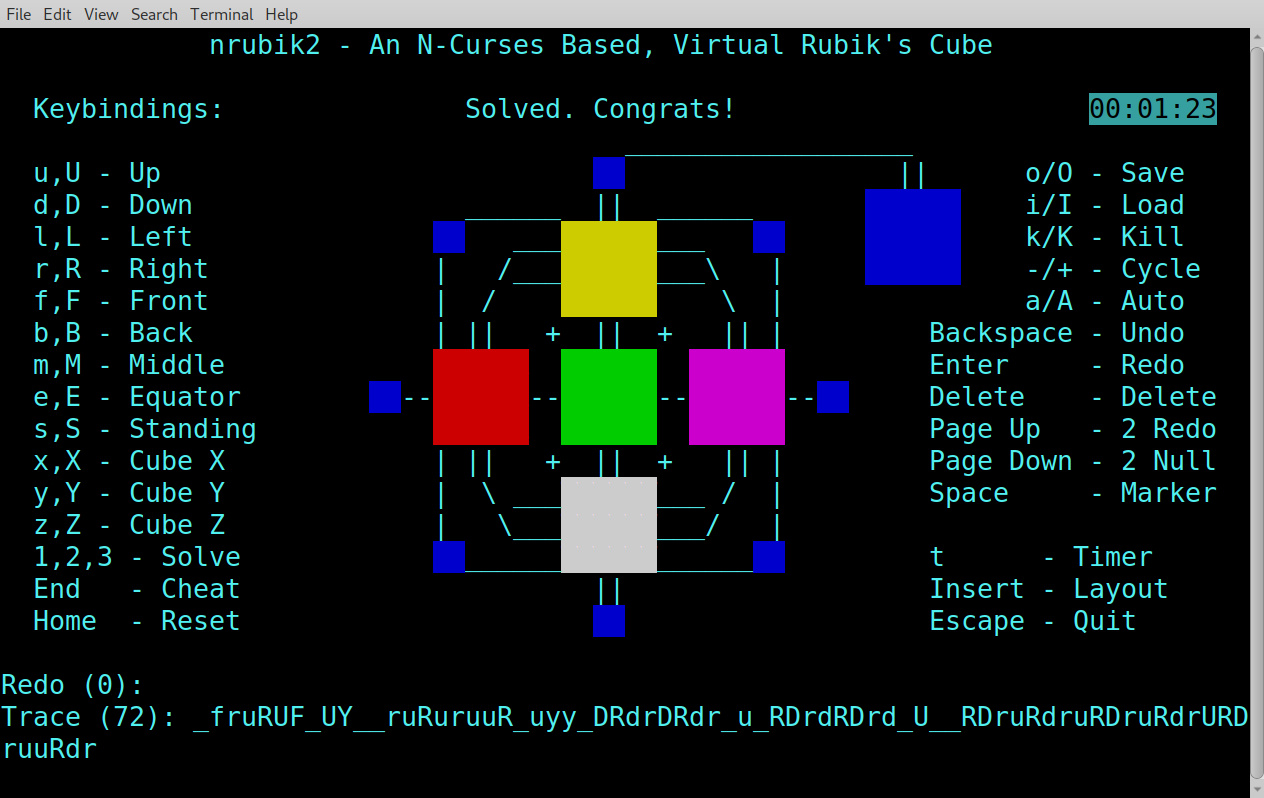 File Edit View Search Terminal Help
nrubik2 - An N-Curses Based, Virtual Rubik's Cube
Keybindings: Solved. Congrats! 00:01:23
u,U - Up o/O - Save
d,D - Down i/I - Load
l,L - Left k/K - Kill
r,R - Right -/+ - Cycle
f,F - Front a/A - Auto
b,B - Back + + Backspace - Undo
m,M - Middle Enter - Redo
e,E - Equator Delete - Delete
s,S - Standing Page Up - 2 Redo
x,X - Cube X + + Page Down - 2 Null
y,Y - Cube Y Space - Marker
z,Z - Cube Z
1,2,3 - Solve t - Timer
End - Cheat Insert - Layout
Home - Reset Escape - Quit
Redo (0):
Trace (72): _fruRUF_UY__ruRuruuR_uyy_DRdrDRdr_u_RDrdRDrd_U__RDruRdruRDruRdrURD
ruuRdr